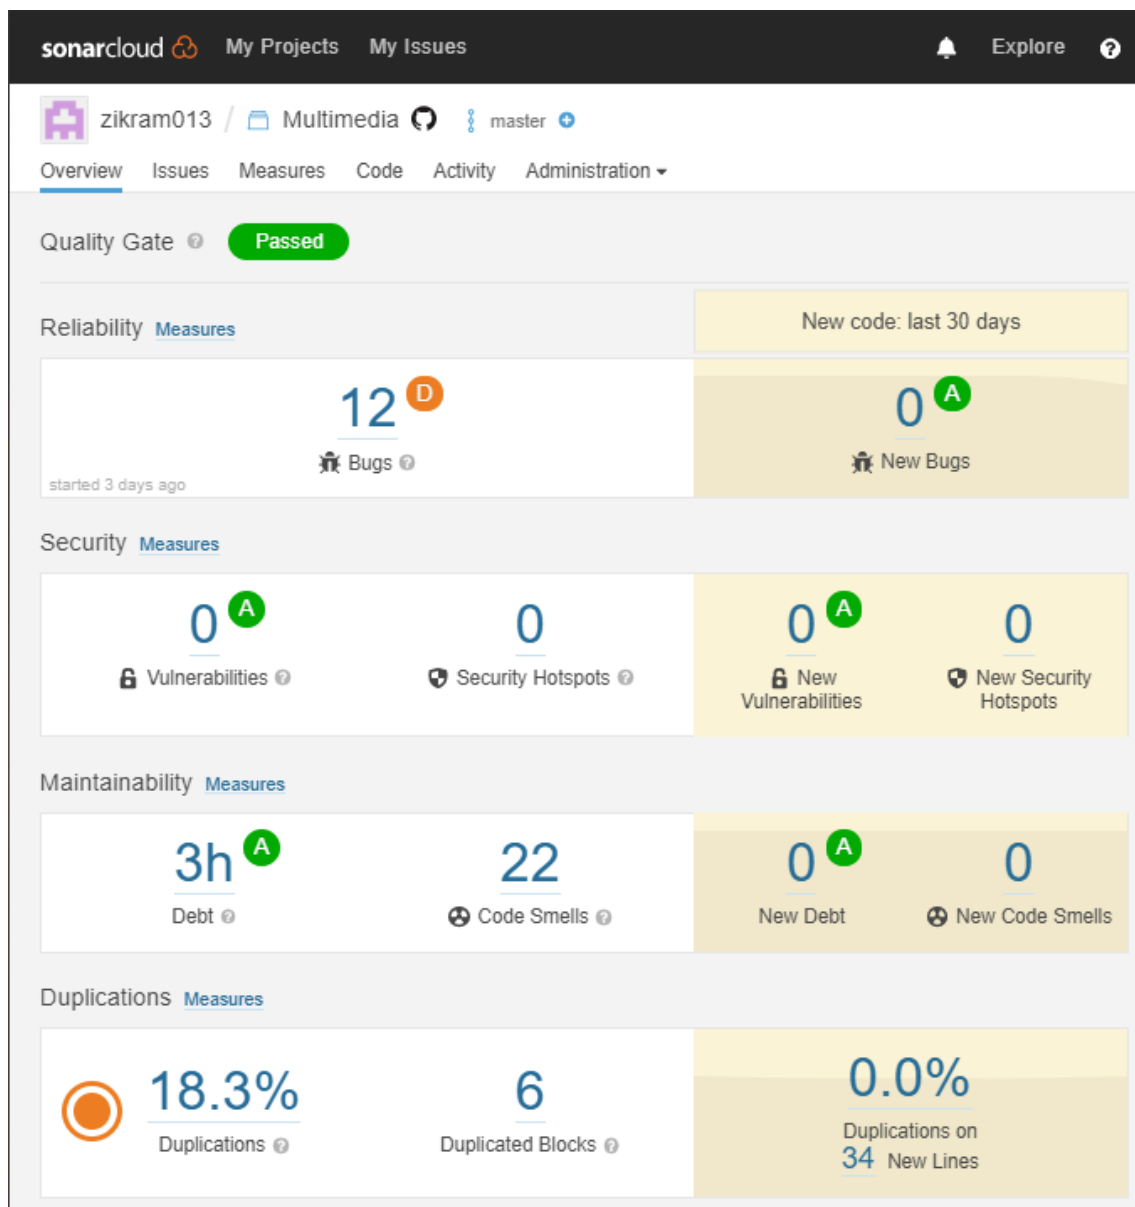 sonarcloud My Projects My Issues Explore ?
zikram013 / Multimedia master
Overview Issues Measures Code Activity Administration
Quality Gate ? Passed
Reliability Measures
New code: last 30 days
12 D
Bugs ?
started 3 days ago
0 A
New Bugs
Security Measures
0 A
Vulnerabilities ?
0
Security Hotspots ?
0 A
New
Vulnerabilities
0
New Security
Hotspots
Maintainability Measures
3h A
Debt ?
22
Code Smells ?
0 A
New Debt
0
New Code Smells
Duplications Measures
18.3%
Duplications ?
6
Duplicated Blocks ?
0.0%
Duplications on
34 New Lines